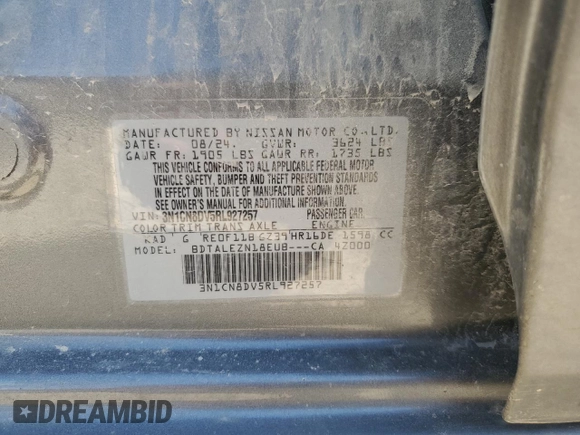 MANUFACTURED BY NISSAN MOTOR CO., LTD.
DATE: 08/24. GVWR: 3624 LBS
GAWR FR: 1905 LBS GAWR RR: 1735 LBS
THIS VEHICLE CONFORMS TO ALL APPLICABLE FEDERAL MOTOR
VEHICLE SAFETY, BUMPER AND THEFT PREVENTION STANDARDS
IN EFFECT ON THE DATE OF MANUFACTURE SHOWN ABOVE. SEE OWNER'S MANUAL FOR
ADDITIONAL INFORMATION.
VIN: 3N1CN8DV5RL927257 PASSENGER CAR
COLOR TRIM TRANS AXLE ENGINE
KAD G RE0F11B GZ39 HR16DE 1598 CC
MODEL BDTALEZN18EUB---CA 4Z000
3N1CN8DV5RL927257
DREAMBID